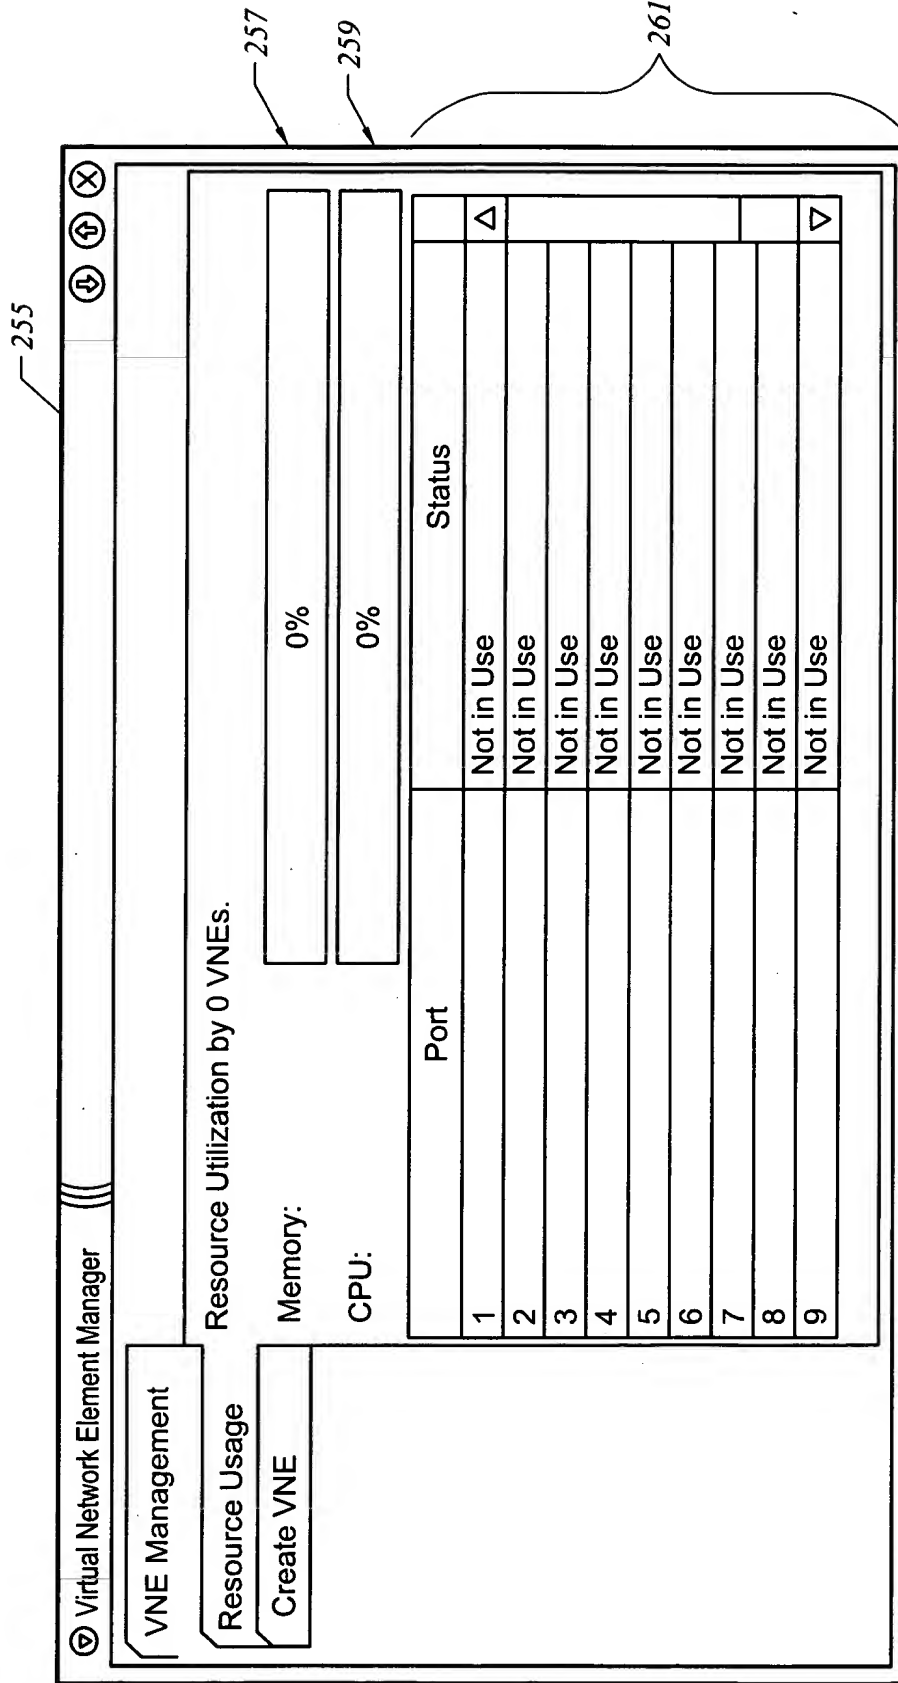 255
Virtual Network Element Manager
VNE Management
Resource Usage
Create VNE
Resource Utilization by 0 VNEs.
Memory: 0%
257
CPU: 0%
259
Port Status
1 Not in Use
2 Not in Use
3 Not in Use
4 Not in Use
5 Not in Use
6 Not in Use
7 Not in Use
8 Not in Use
9 Not in Use
261